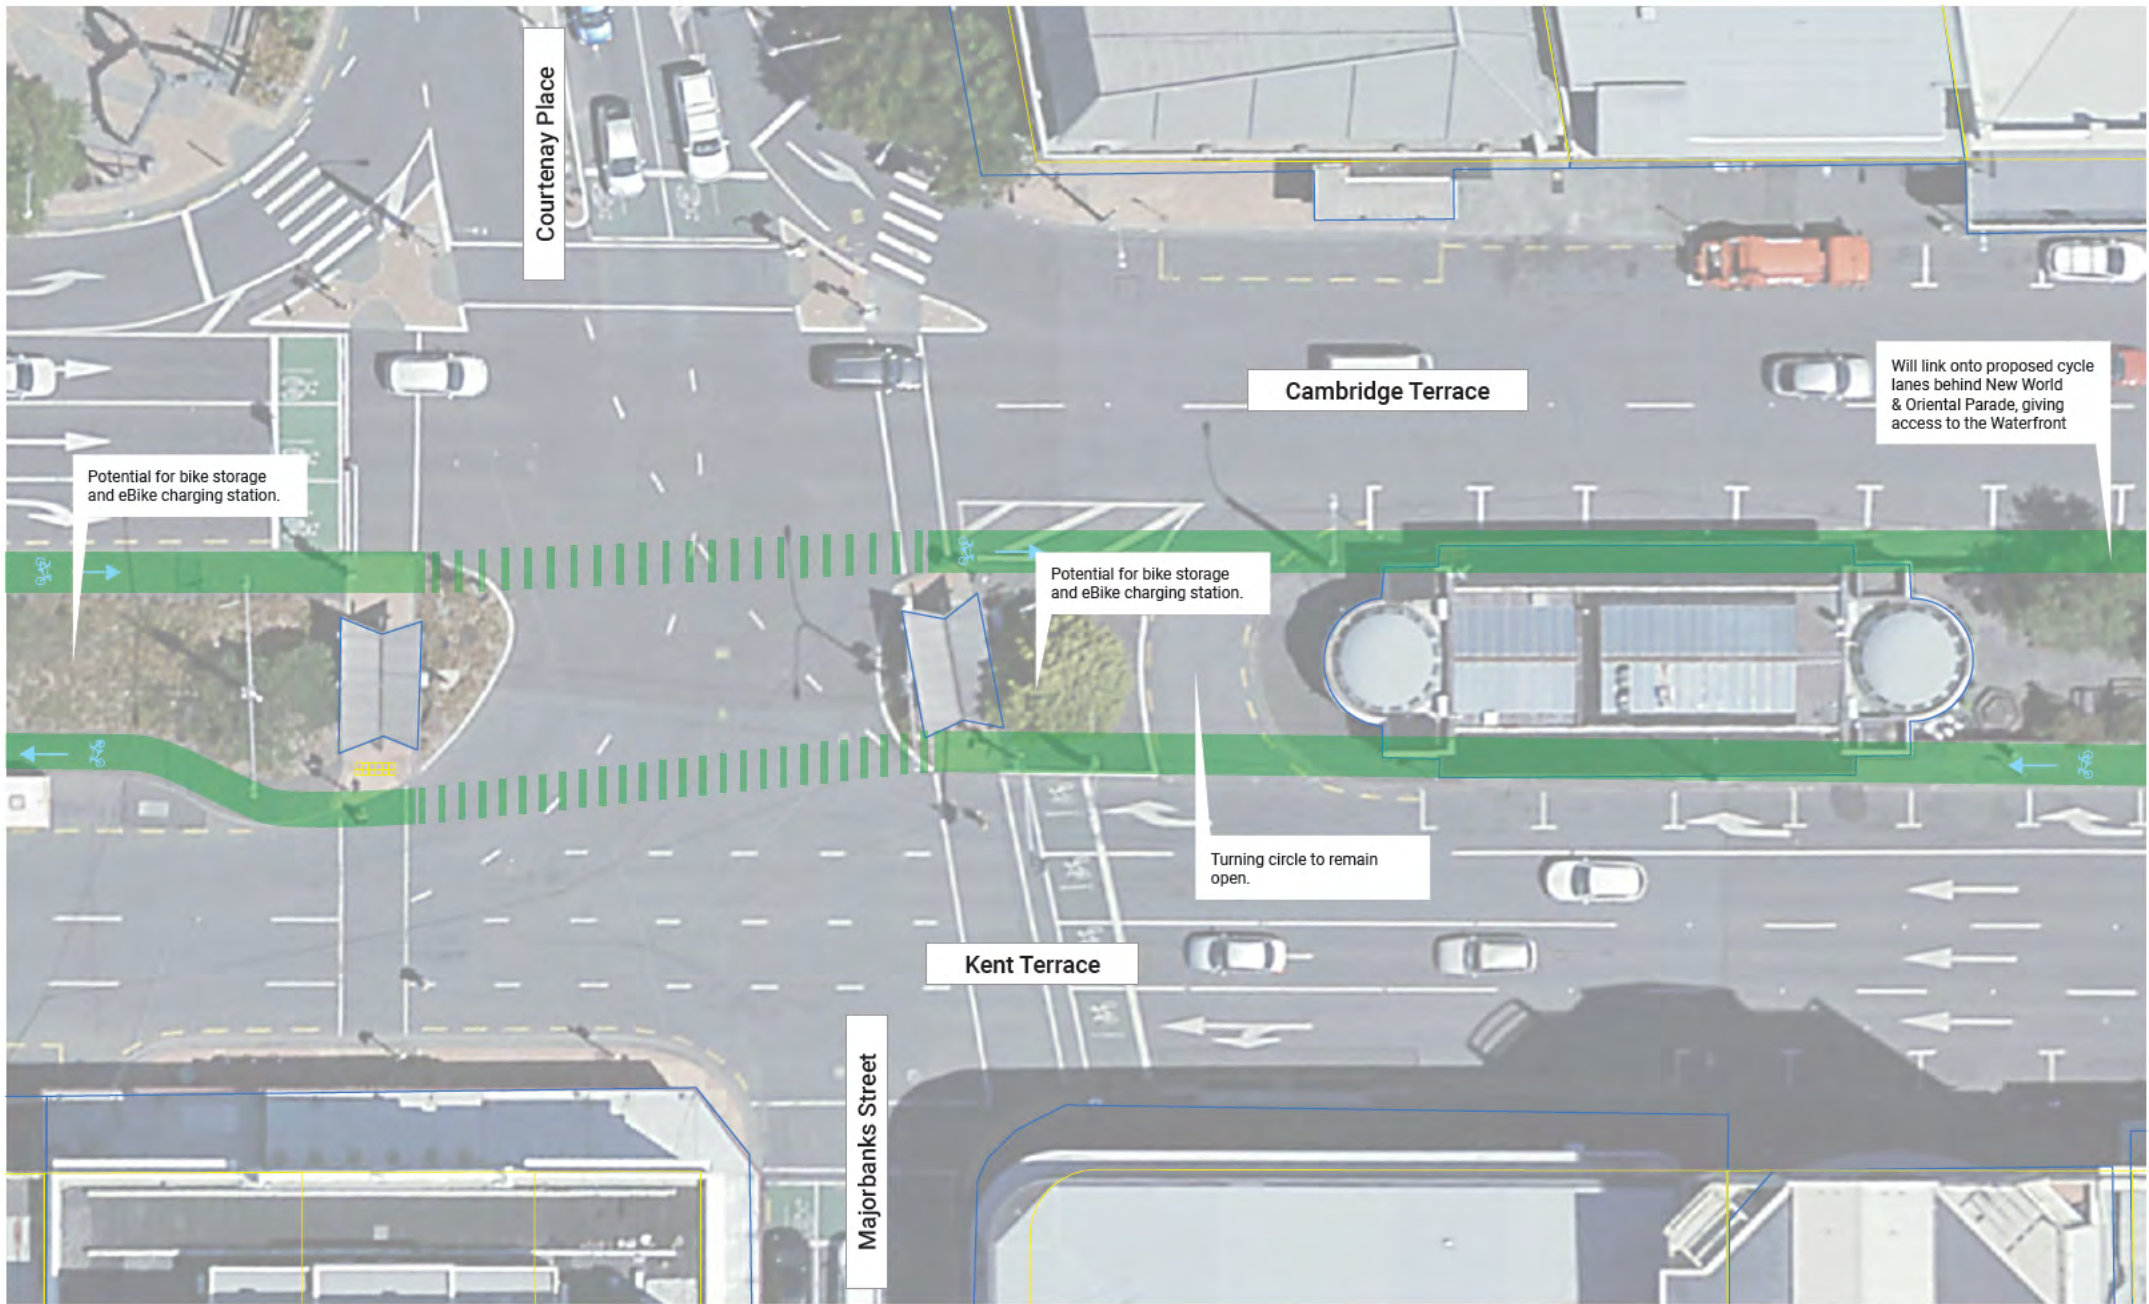 Courtenay Place
Cambridge Terrace
Will link onto proposed cycle
lanes behind New World
& Oriental Parade, giving
access to the Waterfront
Potential for bike storage
and eBike charging station.
Potential for bike storage
and eBike charging station.
Turning circle to remain
open.
Kent Terrace
Majorbanks Street